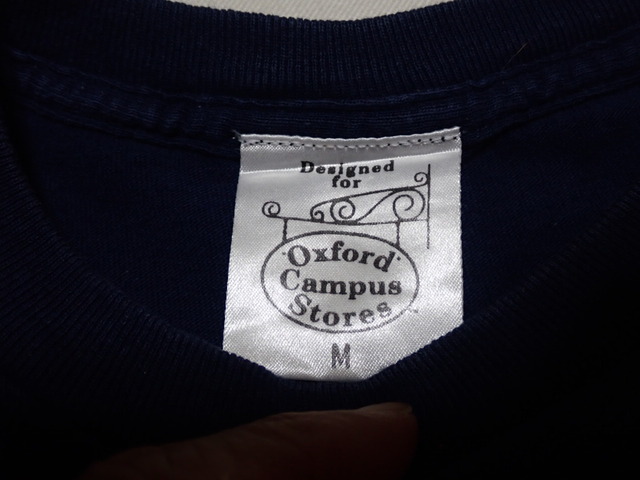 Designed
for
Oxford
Campus
Stores
M